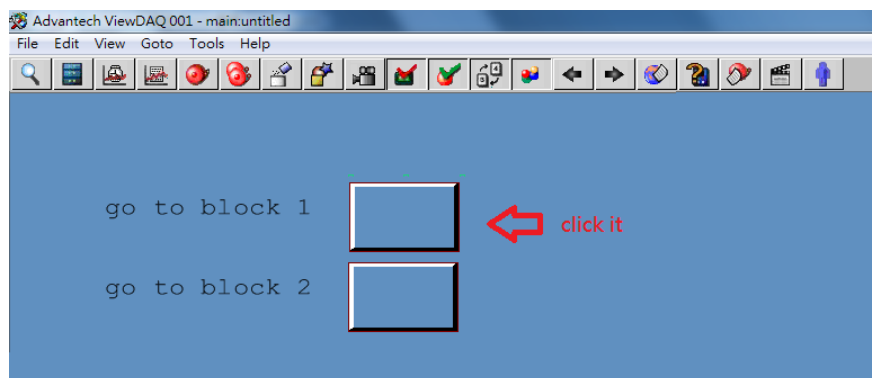 Advantech ViewDAQ 001 - main:untitled
File Edit View Goto Tools Help
go to block 1
click it
go to block 2